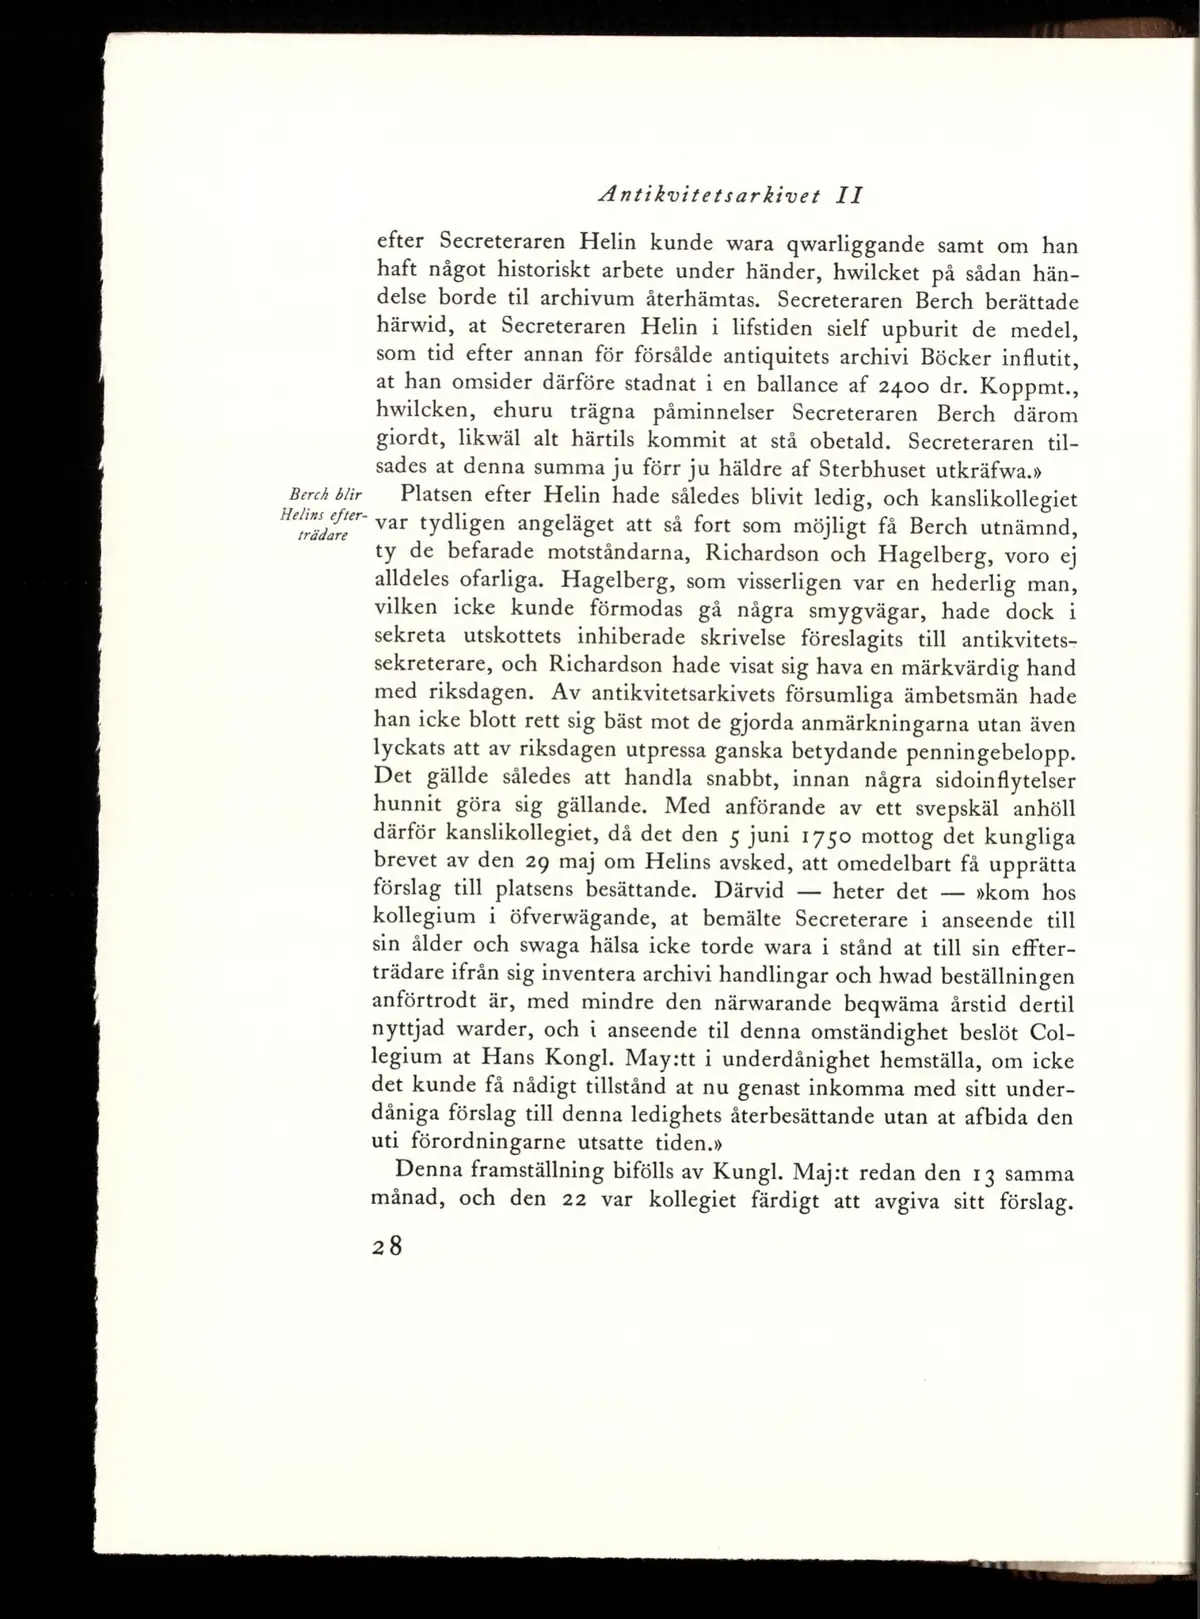 Antikvitetsarkivet II
efter Secreteraren Helin kunde wara qwarliggande samt om han
haft något historiskt arbete under händer, hwilcket på sådan hän-
delse borde til archivum återhämtas. Secreteraren Berch berättade
härwid, at Secreteraren Helin i lifstiden sielf upburit de medel,
som tid efter annan för försålde antiquitets archivi Böcker influtit,
at han omsider därföre stadnat i en ballance af 2400 dr. Koppmt.,
hwilcken, ehuru trägna påminnelser Secreteraren Berch därom
giordt, likwäl alt härtils kommit at stå obetald. Secreteraren til-
sades at denna summa ju förr ju häldre af Sterbhuset utkräfwa.»
Berch blir
Helins efter-
trädare
Platsen efter Helin hade således blivit ledig, och kanslikollegiet
var tydligen angeläget att så fort som möjligt få Berch utnämnd,
ty de befarade motståndarna, Richardson och Hagelberg, voro ej
alldeles ofarliga. Hagelberg, som visserligen var en hederlig man,
vilken icke kunde förmodas gå några smygvägar, hade dock i
sekreta utskottets inhiberade skrivelse föreslagits till antikvitets-
sekreterare, och Richardson hade visat sig hava en märkvärdig hand
med riksdagen. Av antikvitetsarkivets försumliga ämbetsmän hade
han icke blott rett sig bäst mot de gjorda anmärkningarna utan även
lyckats att av riksdagen utpressa ganska betydande penningebelopp.
Det gällde således att handla snabbt, innan några sidoinflytelser
hunnit göra sig gällande. Med anförande av ett svepskäl anhöll
därför kanslikollegiet, då det den 5 juni 1750 mottog det kungliga
brevet av den 29 maj om Helins avsked, att omedelbart få upprätta
förslag till platsens besättande. Därvid — heter det — »kom hos
kollegium i öfverwägande, at bemälte Secreterare i anseende till
sin ålder och swaga hälsa icke torde wara i stånd at till sin effter-
trädare ifrån sig inventera archivi handlingar och hwad beställningen
anförtrodt är, med mindre den närwarande beqwäma årstid dertil
nyttjad warder, och i anseende til denna omständighet beslöt Col-
legium at Hans Kongl. May:tt i underdånighet hemställa, om icke
det kunde få nådigt tillstånd at nu genast inkomma med sitt under-
dåniga förslag till denna ledighets återbesättande utan at afbida den
uti förordningarne utsatte tiden.»
Denna framställning bifölls av Kungl. Maj:t redan den 13 samma
månad, och den 22 var kollegiet färdigt att avgiva sitt förslag.
28